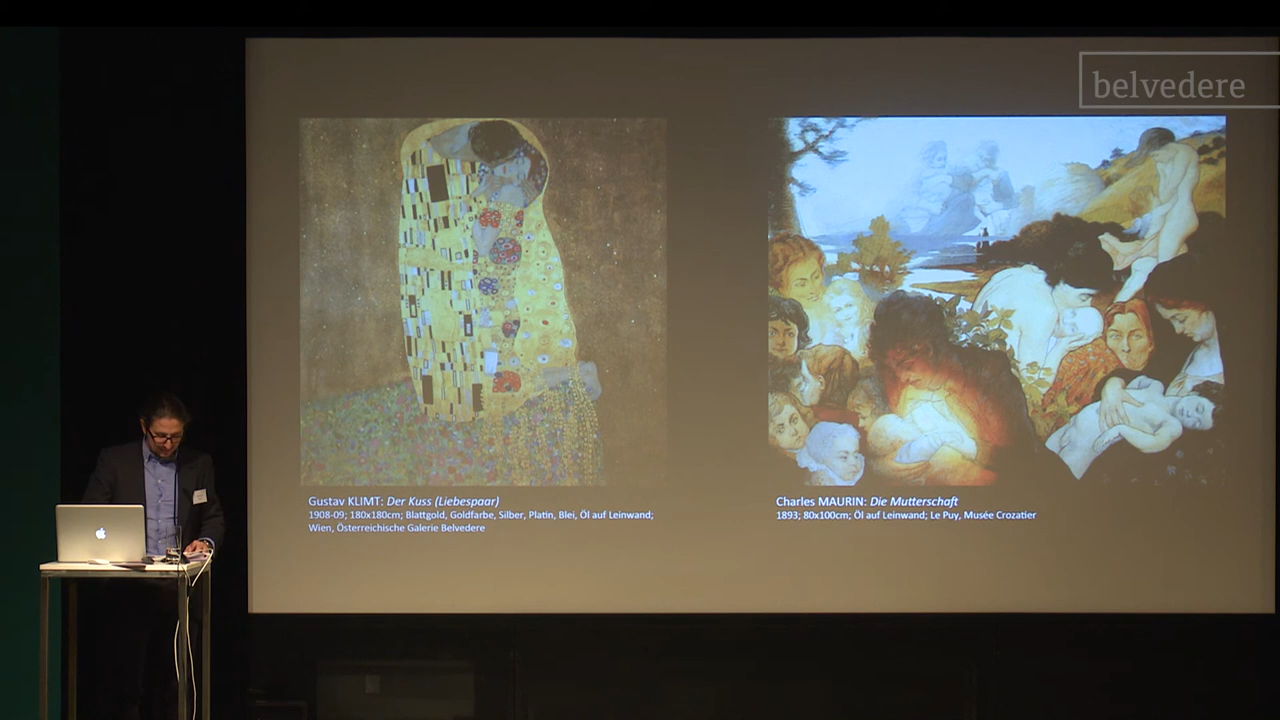 belvedere
Gustav KLIMT: Der Kuss (Liebespaar)
1908-09; 180x180cm; Blattgold, Goldfarbe, Silber, Platin, Blei, Öl auf Leinwand;
Wien, Österreichische Galerie Belvedere
Charles MAURIN: Die Mutterschaft
1893; 80x100cm; Öl auf Leinwand; Le Puy, Musée Crozatier